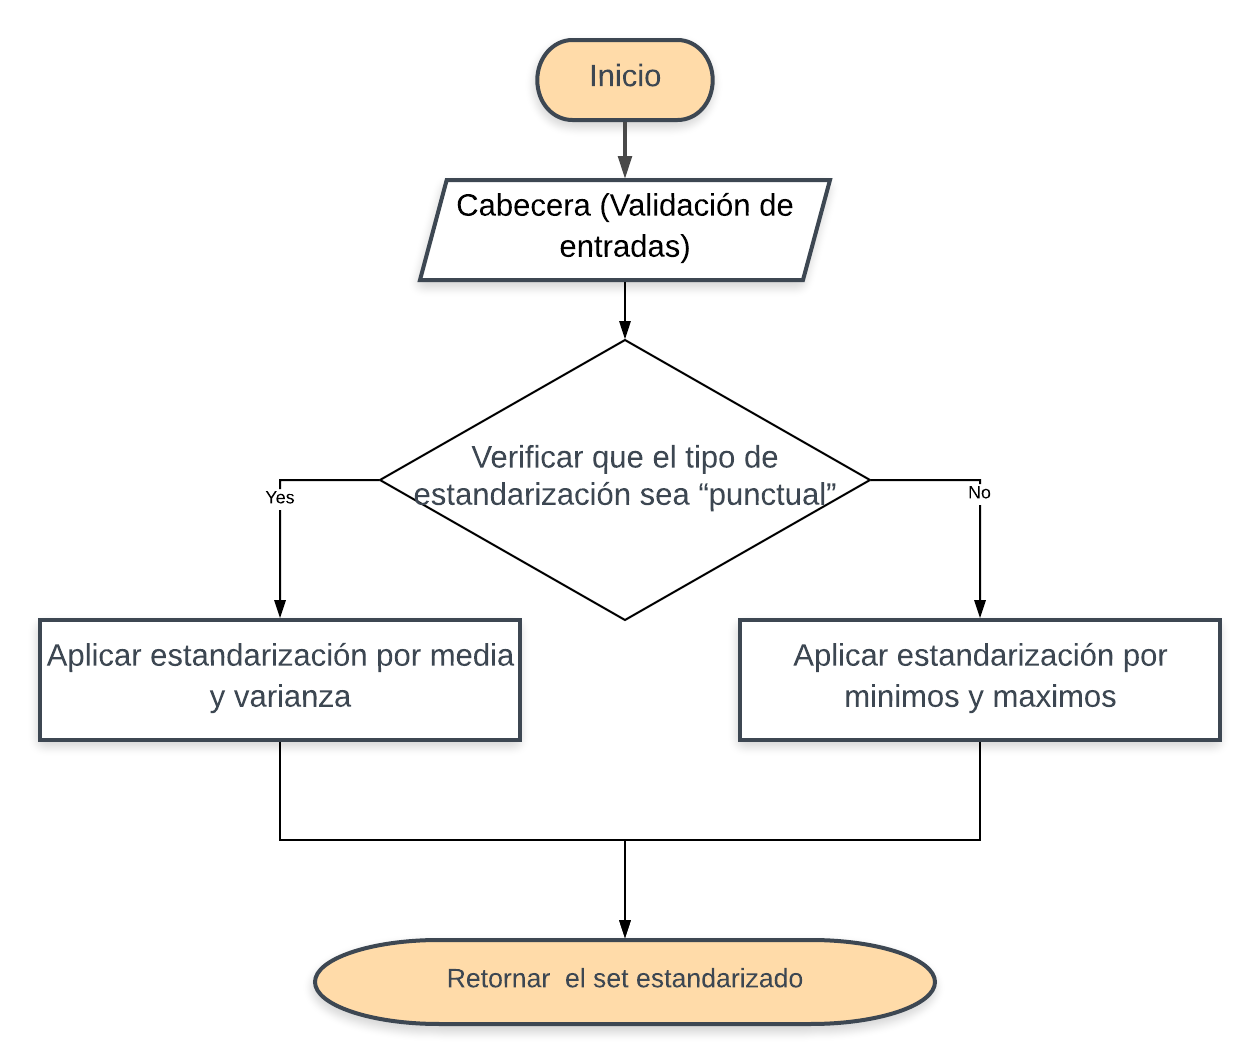 Inicio
Cabecera (Validación de
entradas)
Verificar que el tipo de
estandarización sea “punctual”
Yes
No
Aplicar estandarización por media
y varianza
Aplicar estandarización por
minimos y maximos
Retornar  el set estandarizado